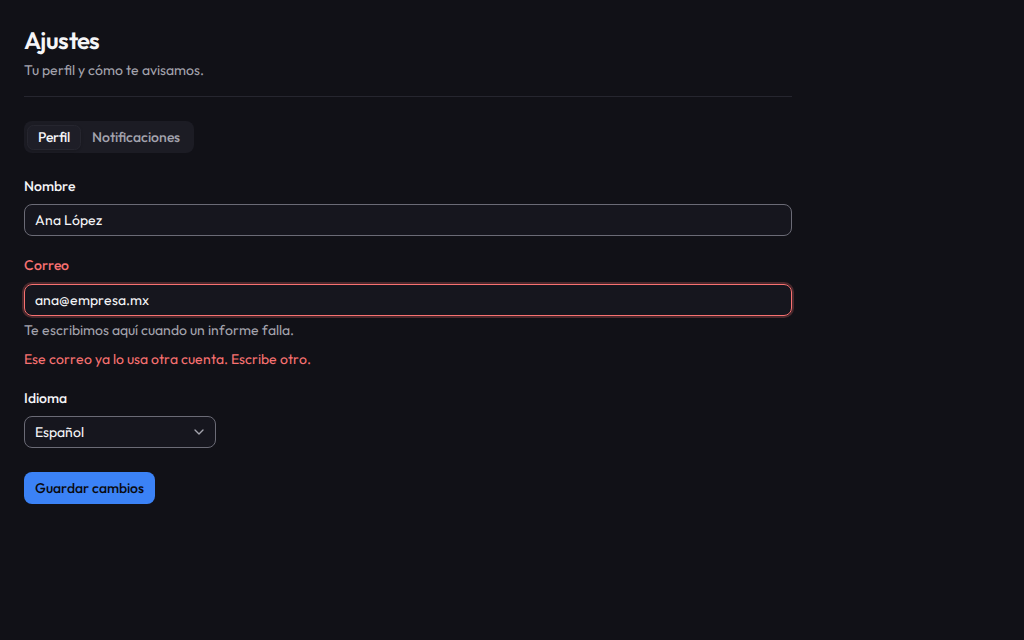 Ajustes
Tu perfil y cómo te avisamos.
Perfil Notificaciones
Nombre
Ana López
Correo
ana@empresa.mx
Te escribimos aquí cuando un informe falla.
Ese correo ya lo usa otra cuenta. Escribe otro.
Idioma
Español
Guardar cambios